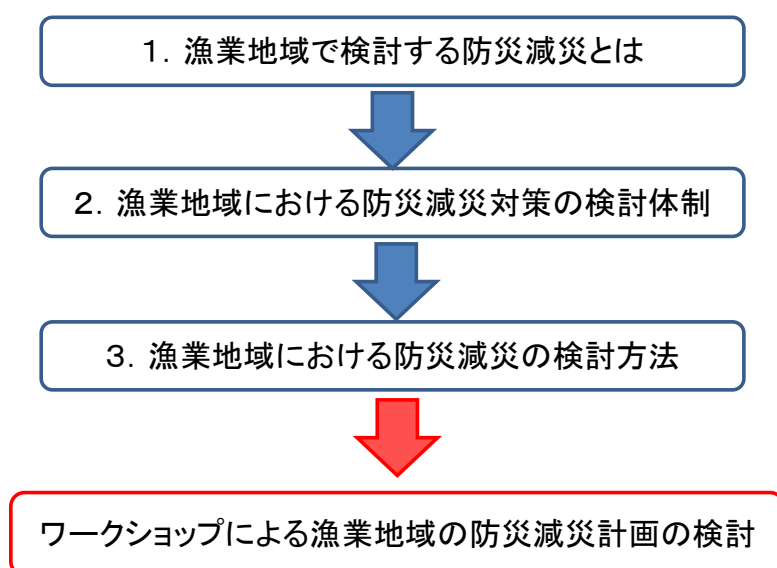 １．漁業地域で検討する防災減災とは
２．漁業地域における防災減災対策の検討体制
３．漁業地域における防災減災の検討方法
ワークショップによる漁業地域の防災減災計画の検討